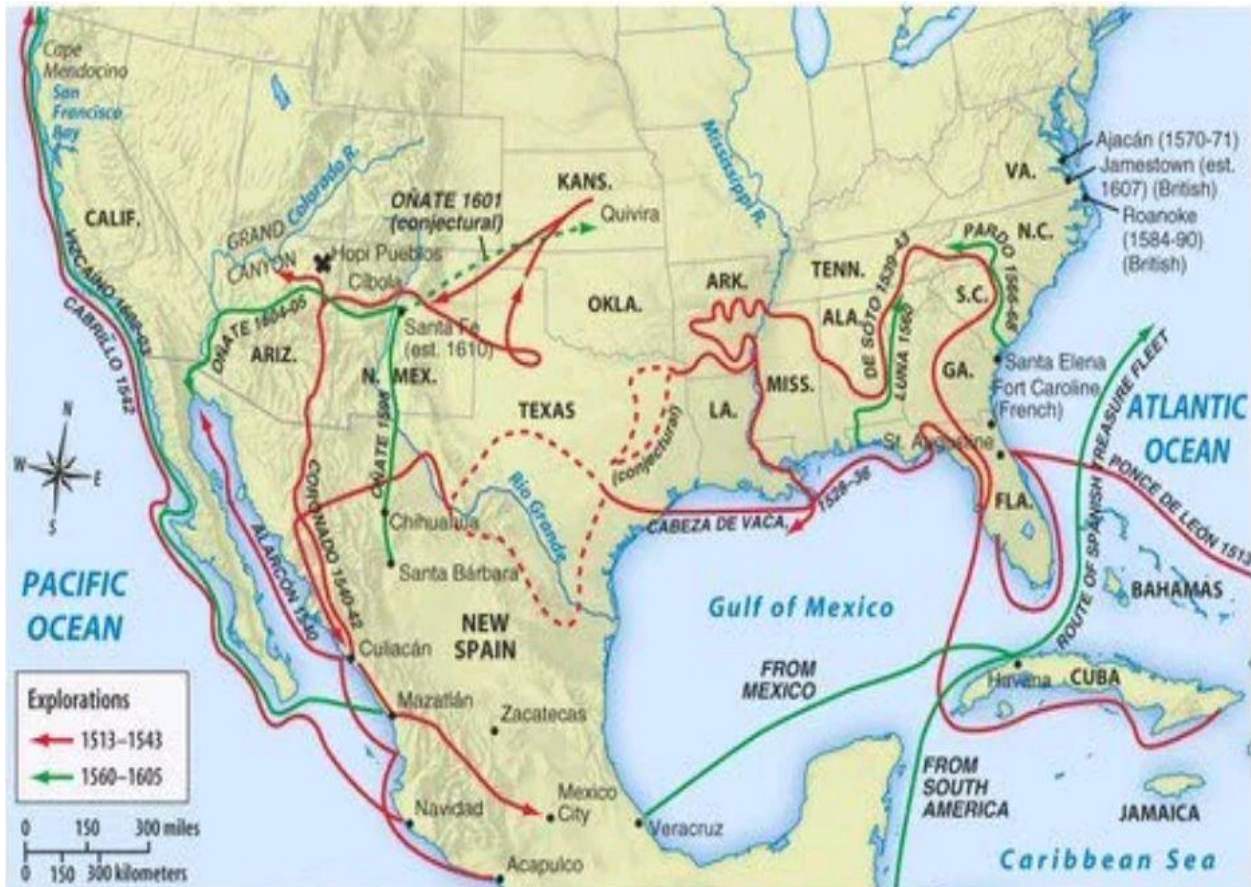 Cape
Mendocino
San
Francisco
Bay
CALIF.
GRAND
CANYON
Colorado R.
Hopi Pueblos
Cíbola
OÑATE 1601
(conjectural)
KANS.
Quivira
Mississippi R.
VA.
Ajacán (1570-71)
Jamestown (est.
1607) (British)
Roanoke
(1584-90)
(British)
N.C.
PARDO 1566-68
TENN.
ARK.
OKLA.
S.C.
ALA.
DE SOTO 1539-43
LUNA 1560
GA.
MISS.
LA.
TEXAS
N. MEX.
ARIZ.
Santa Fe
(est. 1610)
OÑATE 1604-05
VIZCAÍNO 1602-03
CABRILLO 1542
Santa Elena
Fort Caroline
(French)
St. Augustine
FLA.
ATLANTIC
OCEAN
ROUTE OF SPANISH TREASURE FLEET
PONCE DE LEÓN 1513
BAHAMAS
N
W
E
S
CORONADO 1540-42
OÑATE 1598
Chihuahua
Santa Bárbara
Rio Grande
(conjectural)
CABEZA DE VACA,
1528-36
ALARCÓN 1540
PACIFIC
OCEAN
NEW
SPAIN
Gulf of Mexico
Culiacán
Mazatlán
Zacatecas
FROM
MEXICO
Havana
CUBA
Explorations
1513–1543
1560–1605
0 150 300 miles
0 150 300 kilometers
Navidad
Mexico
City
Veracruz
Acapulco
FROM
SOUTH
AMERICA
JAMAICA
Caribbean Sea